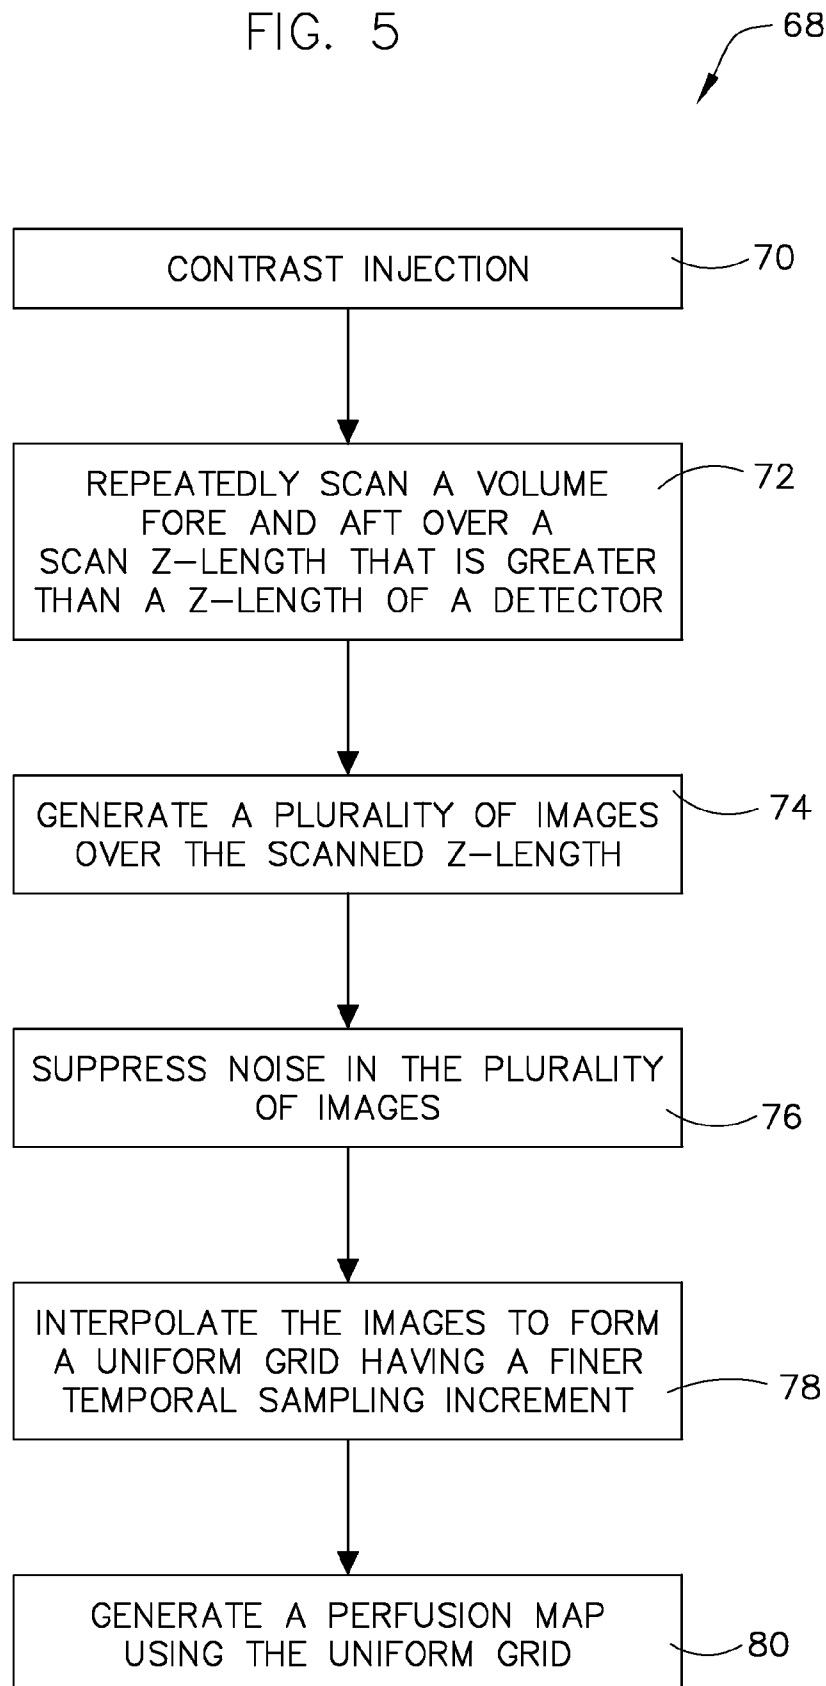 FIG. 5
68
CONTRAST INJECTION
70
REPEATEDLY SCAN A VOLUME
FORE AND AFT OVER A
SCAN Z-LENGTH THAT IS GREATER
THAN A Z-LENGTH OF A DETECTOR
72
GENERATE A PLURALITY OF IMAGES
OVER THE SCANNED Z-LENGTH
74
SUPPRESS NOISE IN THE PLURALITY
OF IMAGES
76
INTERPOLATE THE IMAGES TO FORM
A UNIFORM GRID HAVING A FINER
TEMPORAL SAMPLING INCREMENT
78
GENERATE A PERFUSION MAP
USING THE UNIFORM GRID
80